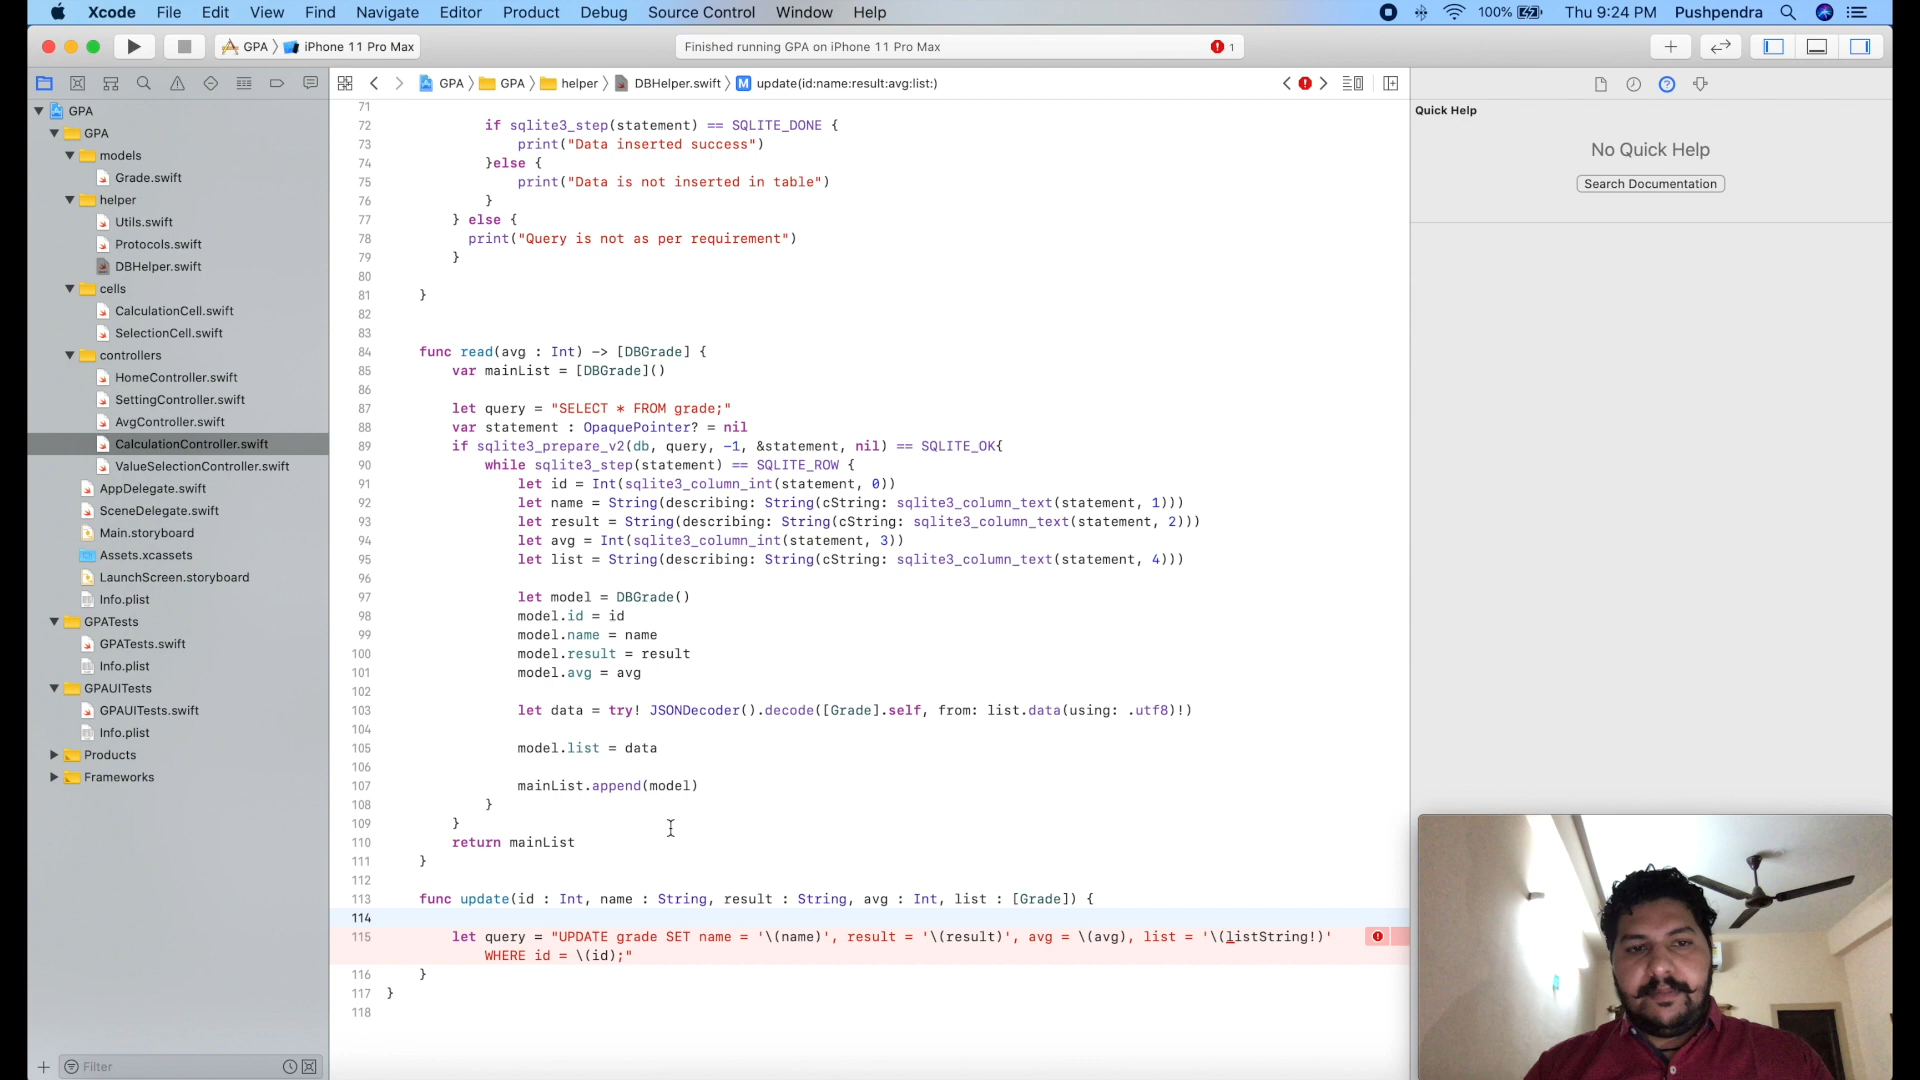 Xcode File Edit View Find Navigate Editor Product Debug Source Control Window Help 100% Thu 9:24 PM Pushpendra
GPA iPhone 11 Pro Max Finished running GPA on iPhone 11 Pro Max 1
GPA GPA helper DBHelper.swift M update(id:name:result:avg:list:)
GPA
GPA
models
Grade.swift
helper
Utils.swift
Protocols.swift
DBHelper.swift
cells
CalculationCell.swift
SelectionCell.swift
controllers
HomeController.swift
SettingController.swift
AvgController.swift
CalculationController.swift
ValueSelectionController.swift
AppDelegate.swift
SceneDelegate.swift
Main.storyboard
Assets.xcassets
LaunchScreen.storyboard
Info.plist
GPATests
GPATests.swift
Info.plist
GPAUITests
GPAUITests.swift
Info.plist
Products
Frameworks
Filter
71
72 if sqlite3_step(statement) == SQLITE_DONE {
73 print("Data inserted success")
74 }else {
75 print("Data is not inserted in table")
76 }
77 } else {
78 print("Query is not as per requirement")
79 }
80
81 }
82
83
84 func read(avg : Int) -> [DBGrade] {
85 var mainList = [DBGrade]()
86
87 let query = "SELECT * FROM grade;"
88 var statement : OpaquePointer? = nil
89 if sqlite3_prepare_v2(db, query, -1, &statement, nil) == SQLITE_OK{
90 while sqlite3_step(statement) == SQLITE_ROW {
91 let id = Int(sqlite3_column_int(statement, 0))
92 let name = String(describing: String(cString: sqlite3_column_text(statement, 1)))
93 let result = String(describing: String(cString: sqlite3_column_text(statement, 2)))
94 let avg = Int(sqlite3_column_int(statement, 3))
95 let list = String(describing: String(cString: sqlite3_column_text(statement, 4)))
96
97 let model = DBGrade()
98 model.id = id
99 model.name = name
100 model.result = result
101 model.avg = avg
102
103 let data = try! JSONDecoder().decode([Grade].self, from: list.data(using: .utf8)!)
104
105 model.list = data
106
107 mainList.append(model)
108 }
109 }
110 return mainList
111 }
112
113 func update(id : Int, name : String, result : String, avg : Int, list : [Grade]) {
114
115 let query = "UPDATE grade SET name = '\(name)', result = '\(result)', avg = \(avg), list = '\(listString!)'
WHERE id = \(id);"
116 }
117 }
118
Quick Help
No Quick Help
Search Documentation